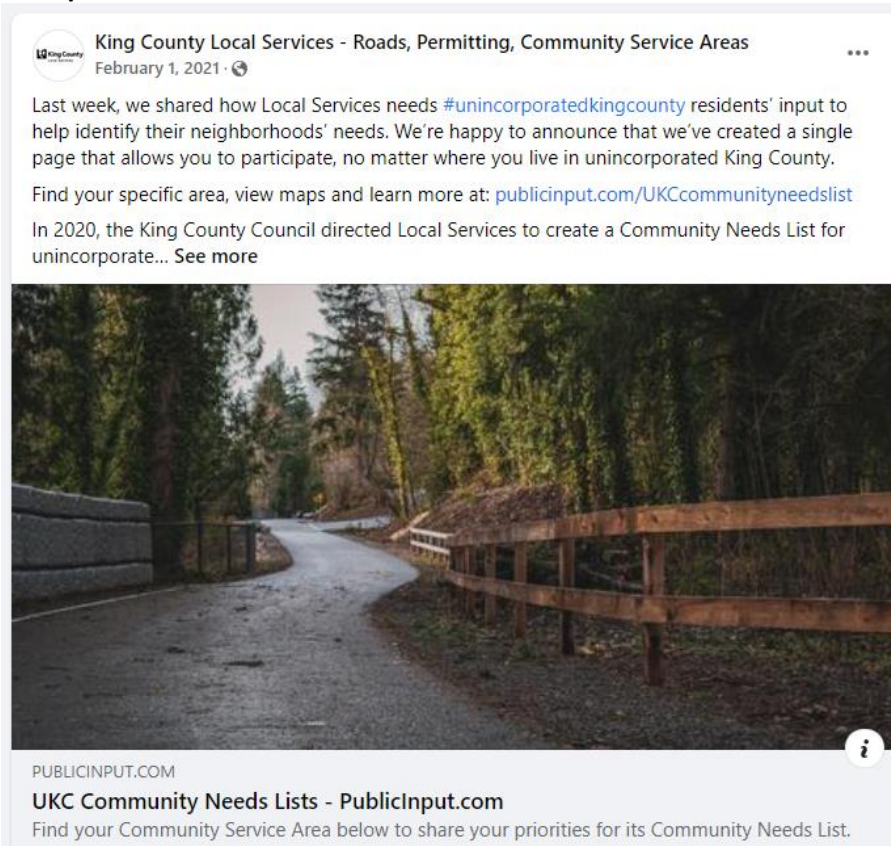 King County Local Services - Roads, Permitting, Community Service Areas
King County
February 1, 2021 ·
Last week, we shared how Local Services needs #unincorporatedkingcounty residents' input to
help identify their neighborhoods' needs. We're happy to announce that we've created a single
page that allows you to participate, no matter where you live in unincorporated King County.
Find your specific area, view maps and learn more at: publicinput.com/UKCcommunityneedslist
In 2020, the King County Council directed Local Services to create a Community Needs List for
unincorporate... See more
i
PUBLICINPUT.COM
UKC Community Needs Lists - PublicInput.com
Find your Community Service Area below to share your priorities for its Community Needs List.